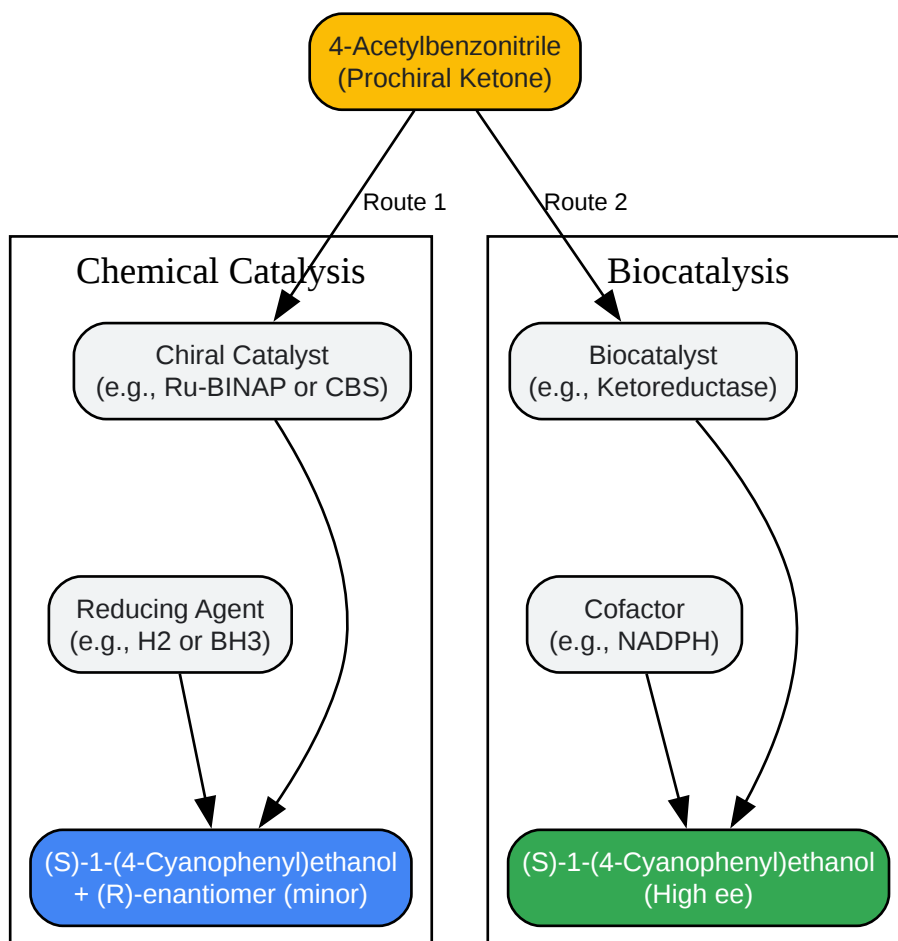 4-Acetylbenzonitrile
(Prochiral Ketone)
Route 1
Route 2
Chemical Catalysis
Biocatalysis
Chiral Catalyst
(e.g., Ru-BINAP or CBS)
Biocatalyst
(e.g., Ketoreductase)
Reducing Agent
(e.g., H2 or BH3)
Cofactor
(e.g., NADPH)
(S)-1-(4-Cyanophenyl)ethanol
+ (R)-enantiomer (minor)
(S)-1-(4-Cyanophenyl)ethanol
(High ee)